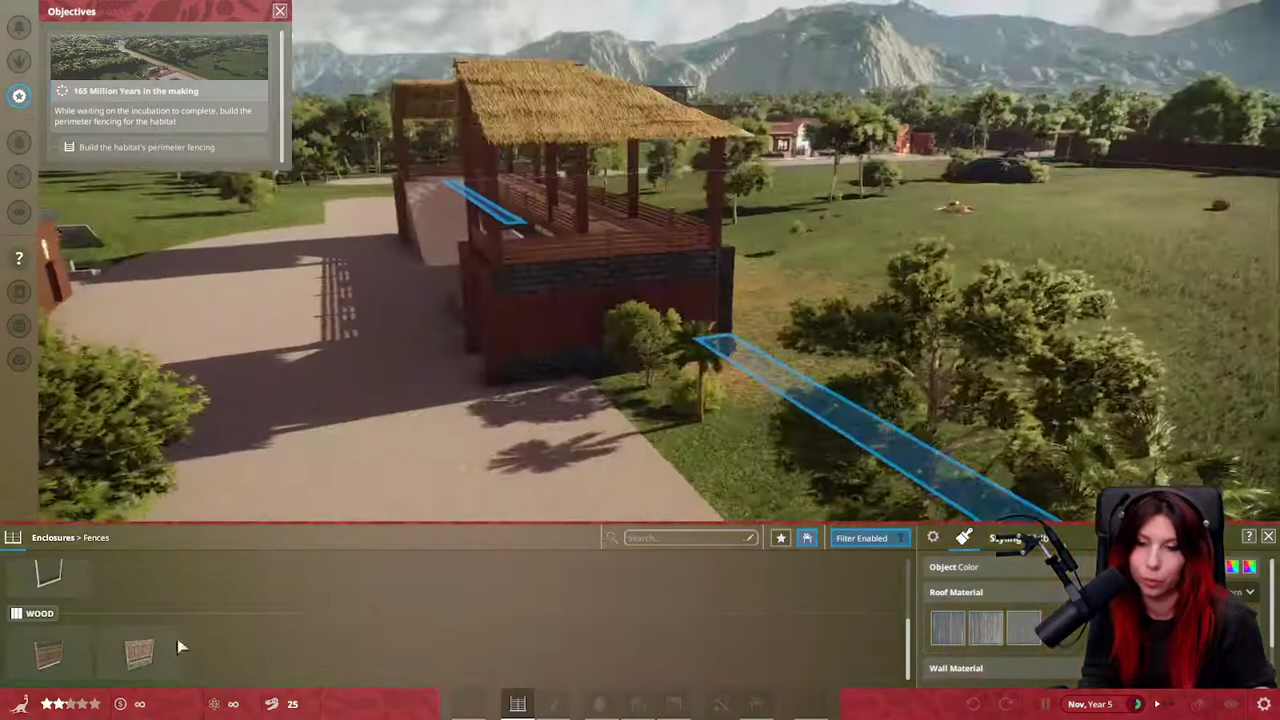 Objectives
165 Million Years in the making
While waiting on the incubation to complete, build the
perimeter fencing for the habitat
Build the habitat's perimeter fencing
?
Enclosures > Fences
Search...
Filter Enabled
?
Object Color
Roof Material
WOOD
Wall Material
∞
∞
25
Nov, Year 5